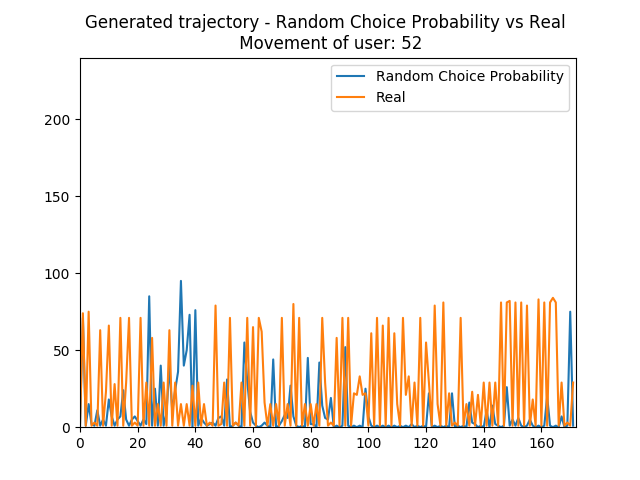 Generated trajectory - Random Choice Probability vs Real
Movement of user: 52
Random Choice Probability
Real
200
150
100
50
0
0 20 40 60 80 100 120 140 160